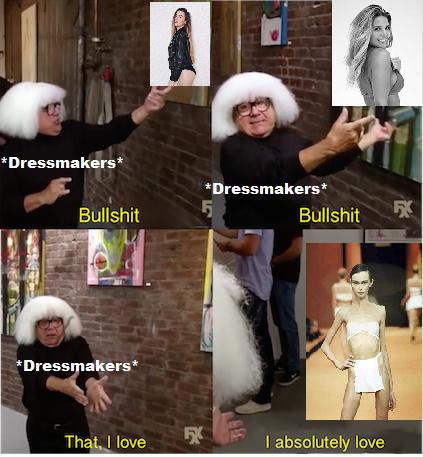 *Dressmakers*
Bullshit
FX
*Dressmakers*
Bullshit
FX
*Dressmakers*
That, I love
FX
I absolutely love